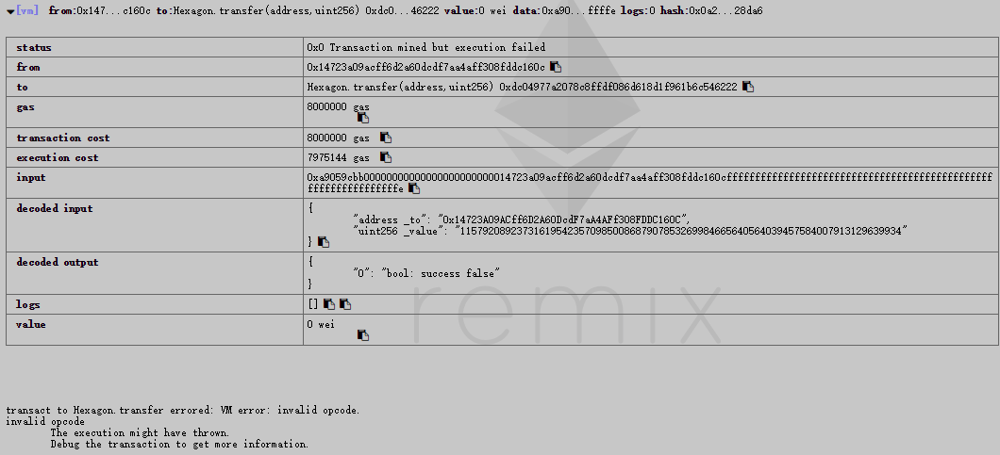 [vm] from:0x147...c160c to:Hexagon.transfer(address,uint256) 0xdc0...46222 value:0 wei data:0xa90...ffffe logs:0 hash:0x0a2...28da6
status 0x0 Transaction mined but execution failed
from 0x14723a09acff6d2a60dcdf7aa4aff308fddc160c
to Hexagon.transfer(address,uint256) 0xdc04977a2078c8ffdf086d618d1f961b6c546222
gas 8000000 gas
transaction cost 8000000 gas
execution cost 7975144 gas
input 0xa9059cbb00000000000000000000000014723a09acff6d2a60dcdf7aa4aff308fddc160cffffffffffffffffffffffffffffffffffffffffffffff
fffffffffffffffffe
decoded input {
"address _to": "0x14723A09ACff6D2A60DcdF7aA4AFf308FDDC160C",
"uint256 _value": "115792089237316195423570985008687907853269984665640564039457584007913129639934"
}
decoded output {
"0": "bool: success false"
}
logs []
value 0 wei
remix
transact to Hexagon.transfer errored: VM error: invalid opcode.
invalid opcode
The execution might have thrown.
Debug the transaction to get more information.